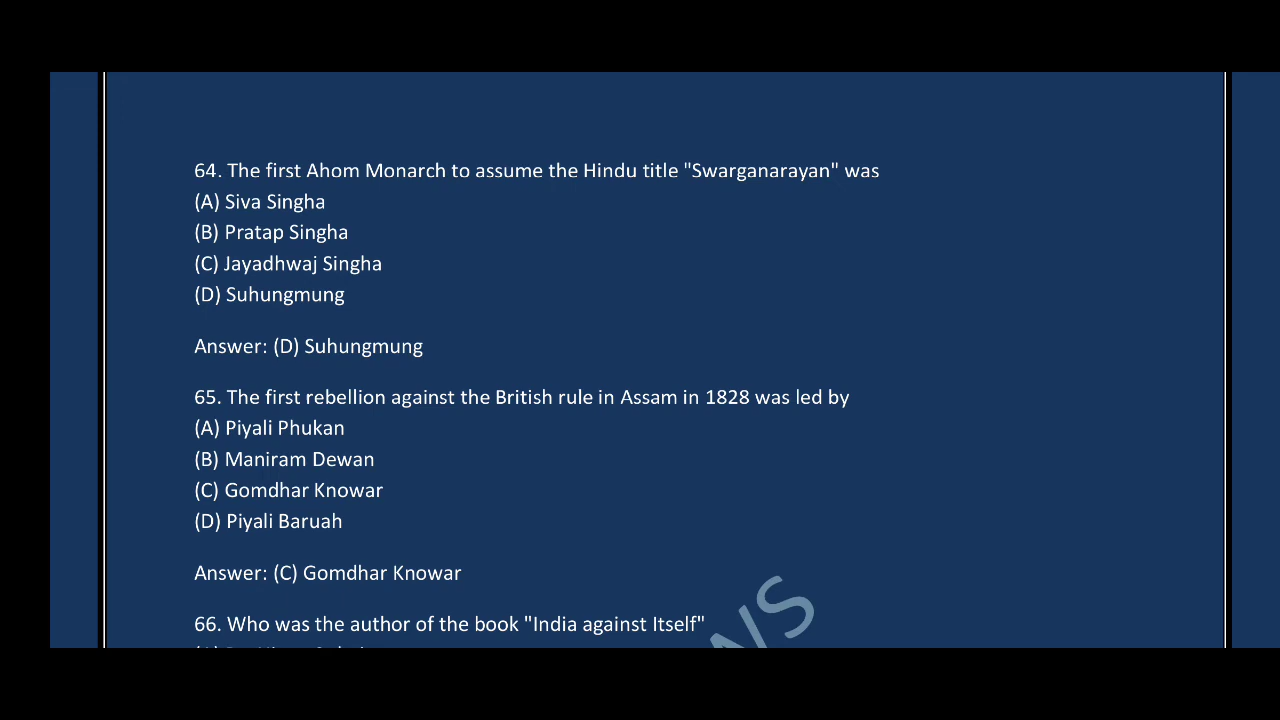 64. The first Ahom Monarch to assume the Hindu title "Swarganarayan" was
(A) Siva Singha
(B) Pratap Singha
(C) Jayadhwaj Singha
(D) Suhungmung
Answer: (D) Suhungmung
65. The first rebellion against the British rule in Assam in 1828 was led by
(A) Piyali Phukan
(B) Maniram Dewan
(C) Gomdhar Knowar
(D) Piyali Baruah
Answer: (C) Gomdhar Knowar
66. Who was the author of the book "India against Itself"